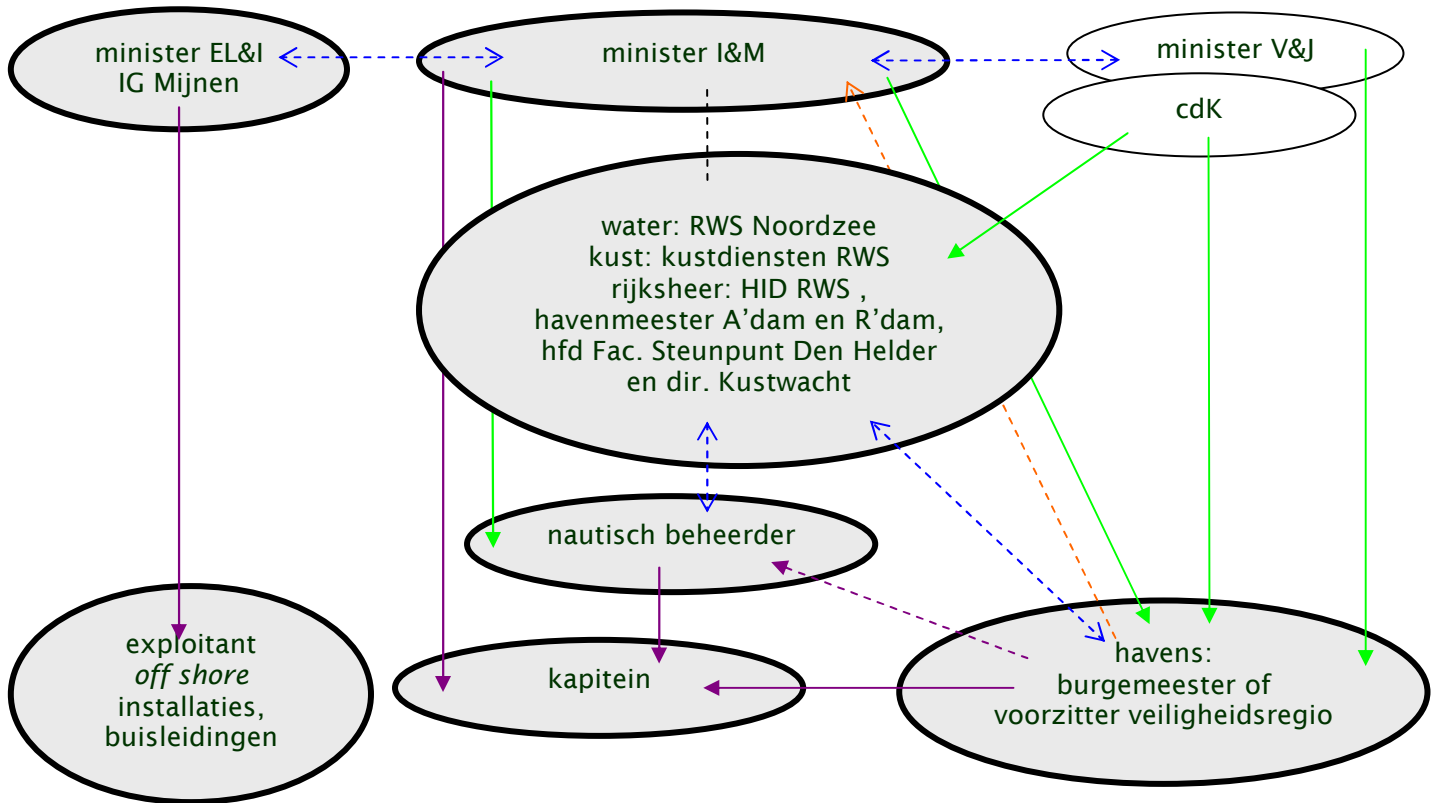 minister EL&I
IG Mijnen
minister I&M
minister V&J
cdK
water: RWS Noordzee
kust: kustdiensten RWS
rijksheer: HID RWS ,
havenmeester A’dam en R’dam,
hfd Fac. Steunpunt Den Helder
en dir. Kustwacht
nautisch beheerder
exploitant
off shore
installaties,
buisleidingen
kapitein
havens:
burgemeester of
voorzitter veiligheidsregio